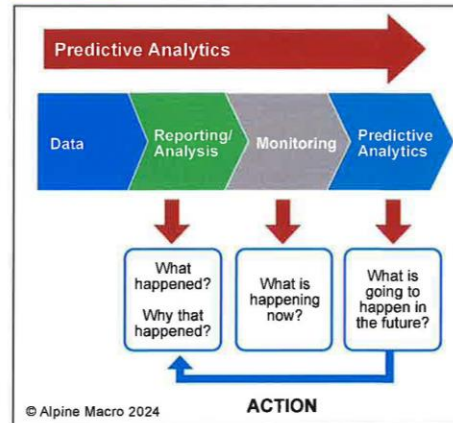 Predictive Analytics
Data
Reporting/
Analysis
Monitoring
Predictive
Analytics
What
happened?
Why that
happened?
What is
happening
now?
What is
going to
happen in
the future?
ACTION
© Alpine Macro 2024